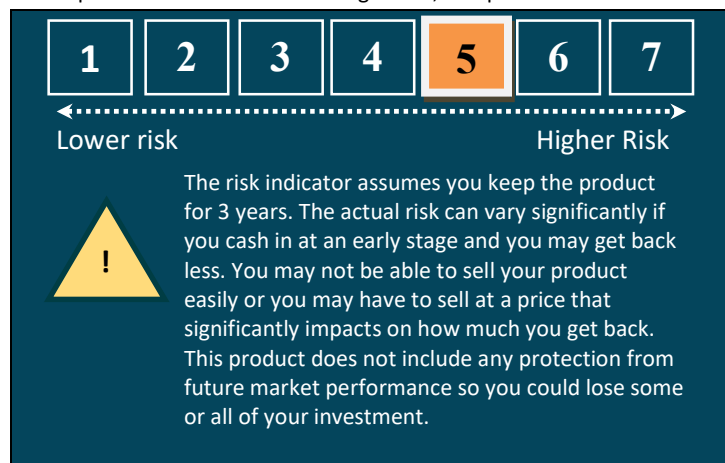 1 2 3 4 5 6 7
Lower risk Higher Risk
The risk indicator assumes you keep the product
for 3 years. The actual risk can vary significantly if
you cash in at an early stage and you may get back
!
less. You may not be able to sell your product
easily or you may have to sell at a price that
significantly impacts on how much you get back.
This product does not include any protection from
future market performance so you could lose some
or all of your investment.